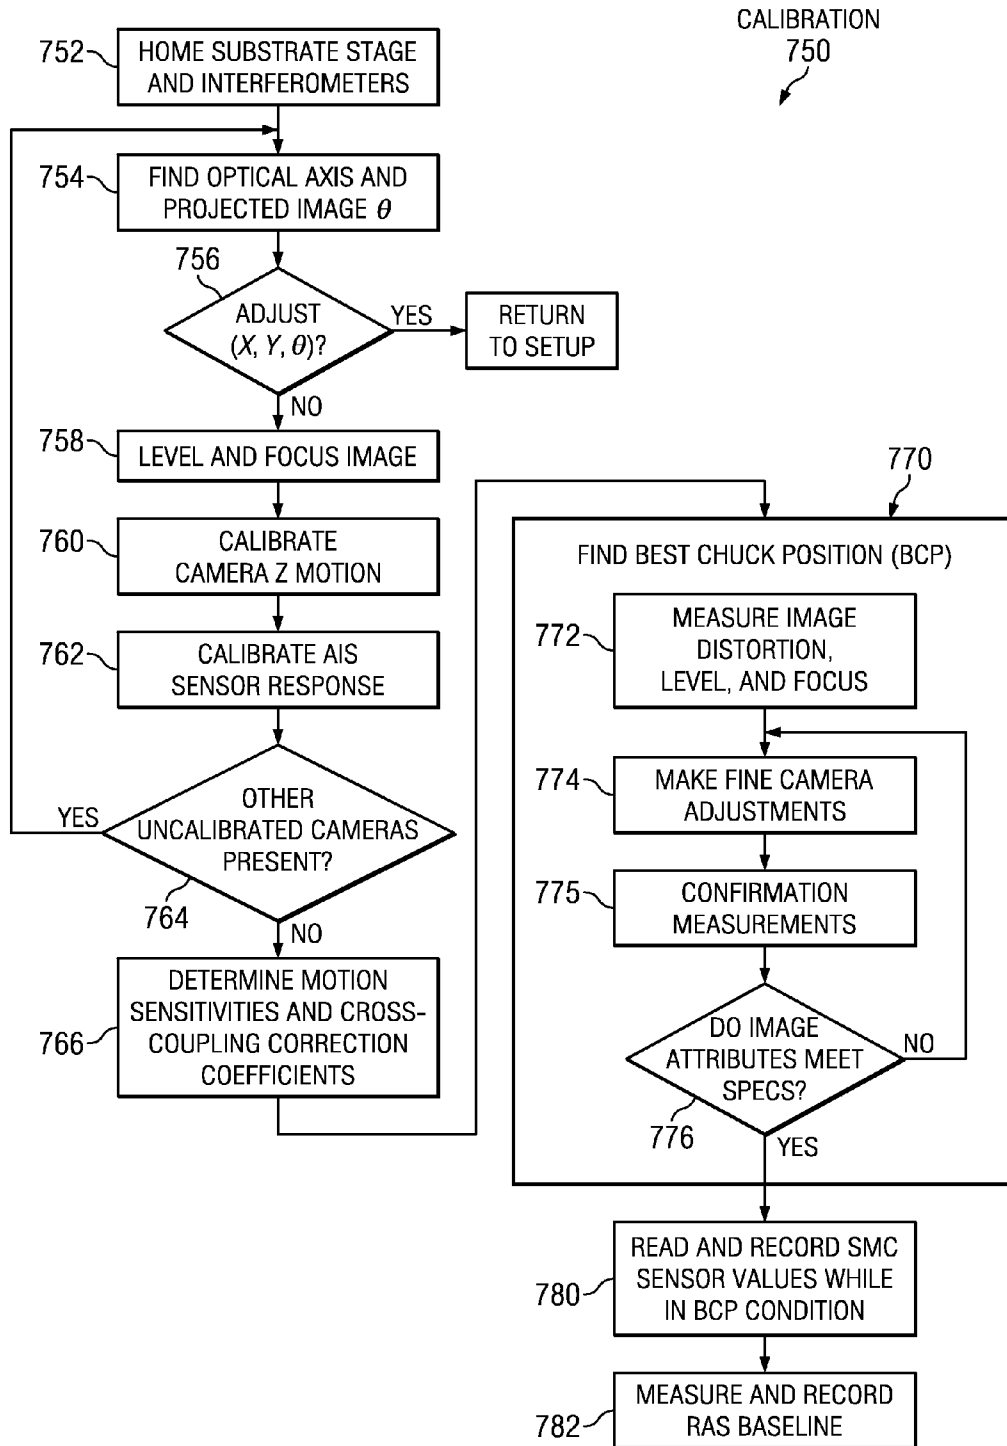 CALIBRATION
750
752
HOME SUBSTRATE STAGE
AND INTERFEROMETERS
754
FIND OPTICAL AXIS AND
PROJECTED IMAGE θ
756
ADJUST
(X, Y, θ)?
YES
RETURN
TO SETUP
NO
758
LEVEL AND FOCUS IMAGE
760
CALIBRATE
CAMERA Z MOTION
762
CALIBRATE AIS
SENSOR RESPONSE
YES
OTHER
UNCALIBRATED CAMERAS
PRESENT?
764
NO
766
DETERMINE MOTION
SENSITIVITIES AND CROSS-
COUPLING CORRECTION
COEFFICIENTS
770
FIND BEST CHUCK POSITION (BCP)
772
MEASURE IMAGE
DISTORTION,
LEVEL, AND FOCUS
774
MAKE FINE CAMERA
ADJUSTMENTS
775
CONFIRMATION
MEASUREMENTS
DO IMAGE
ATTRIBUTES MEET
SPECS?
NO
776
YES
780
READ AND RECORD SMC
SENSOR VALUES WHILE
IN BCP CONDITION
782
MEASURE AND RECORD
RAS BASELINE